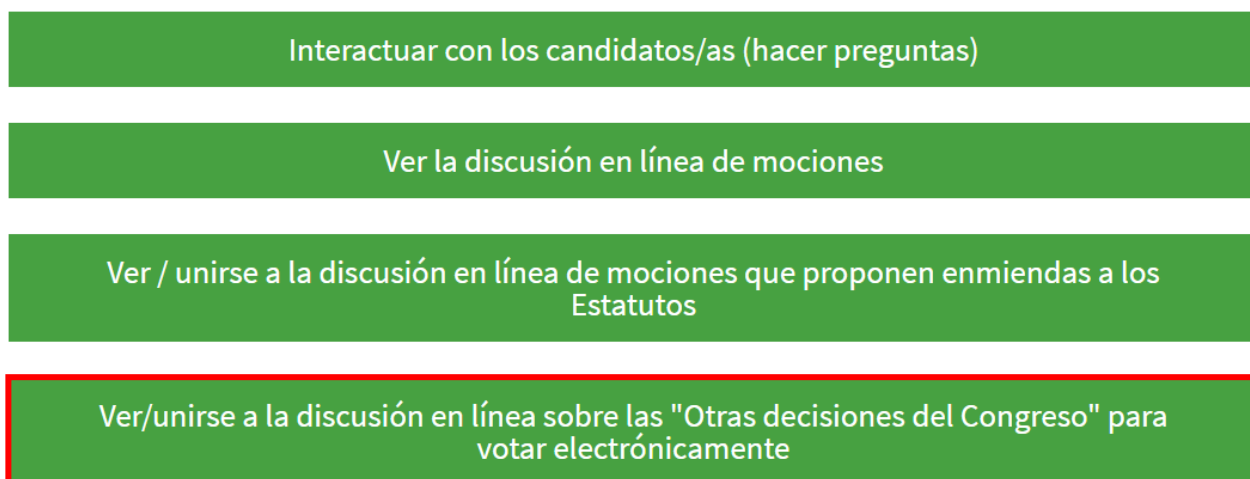 Interactuar con los candidatos/as (hacer preguntas)
Ver la discusión en línea de mociones
Ver / unirse a la discusión en línea de mociones que proponen enmiendas a los
Estatutos
Ver/unirse a la discusión en línea sobre las "Otras decisiones del Congreso" para
votar electrónicamente